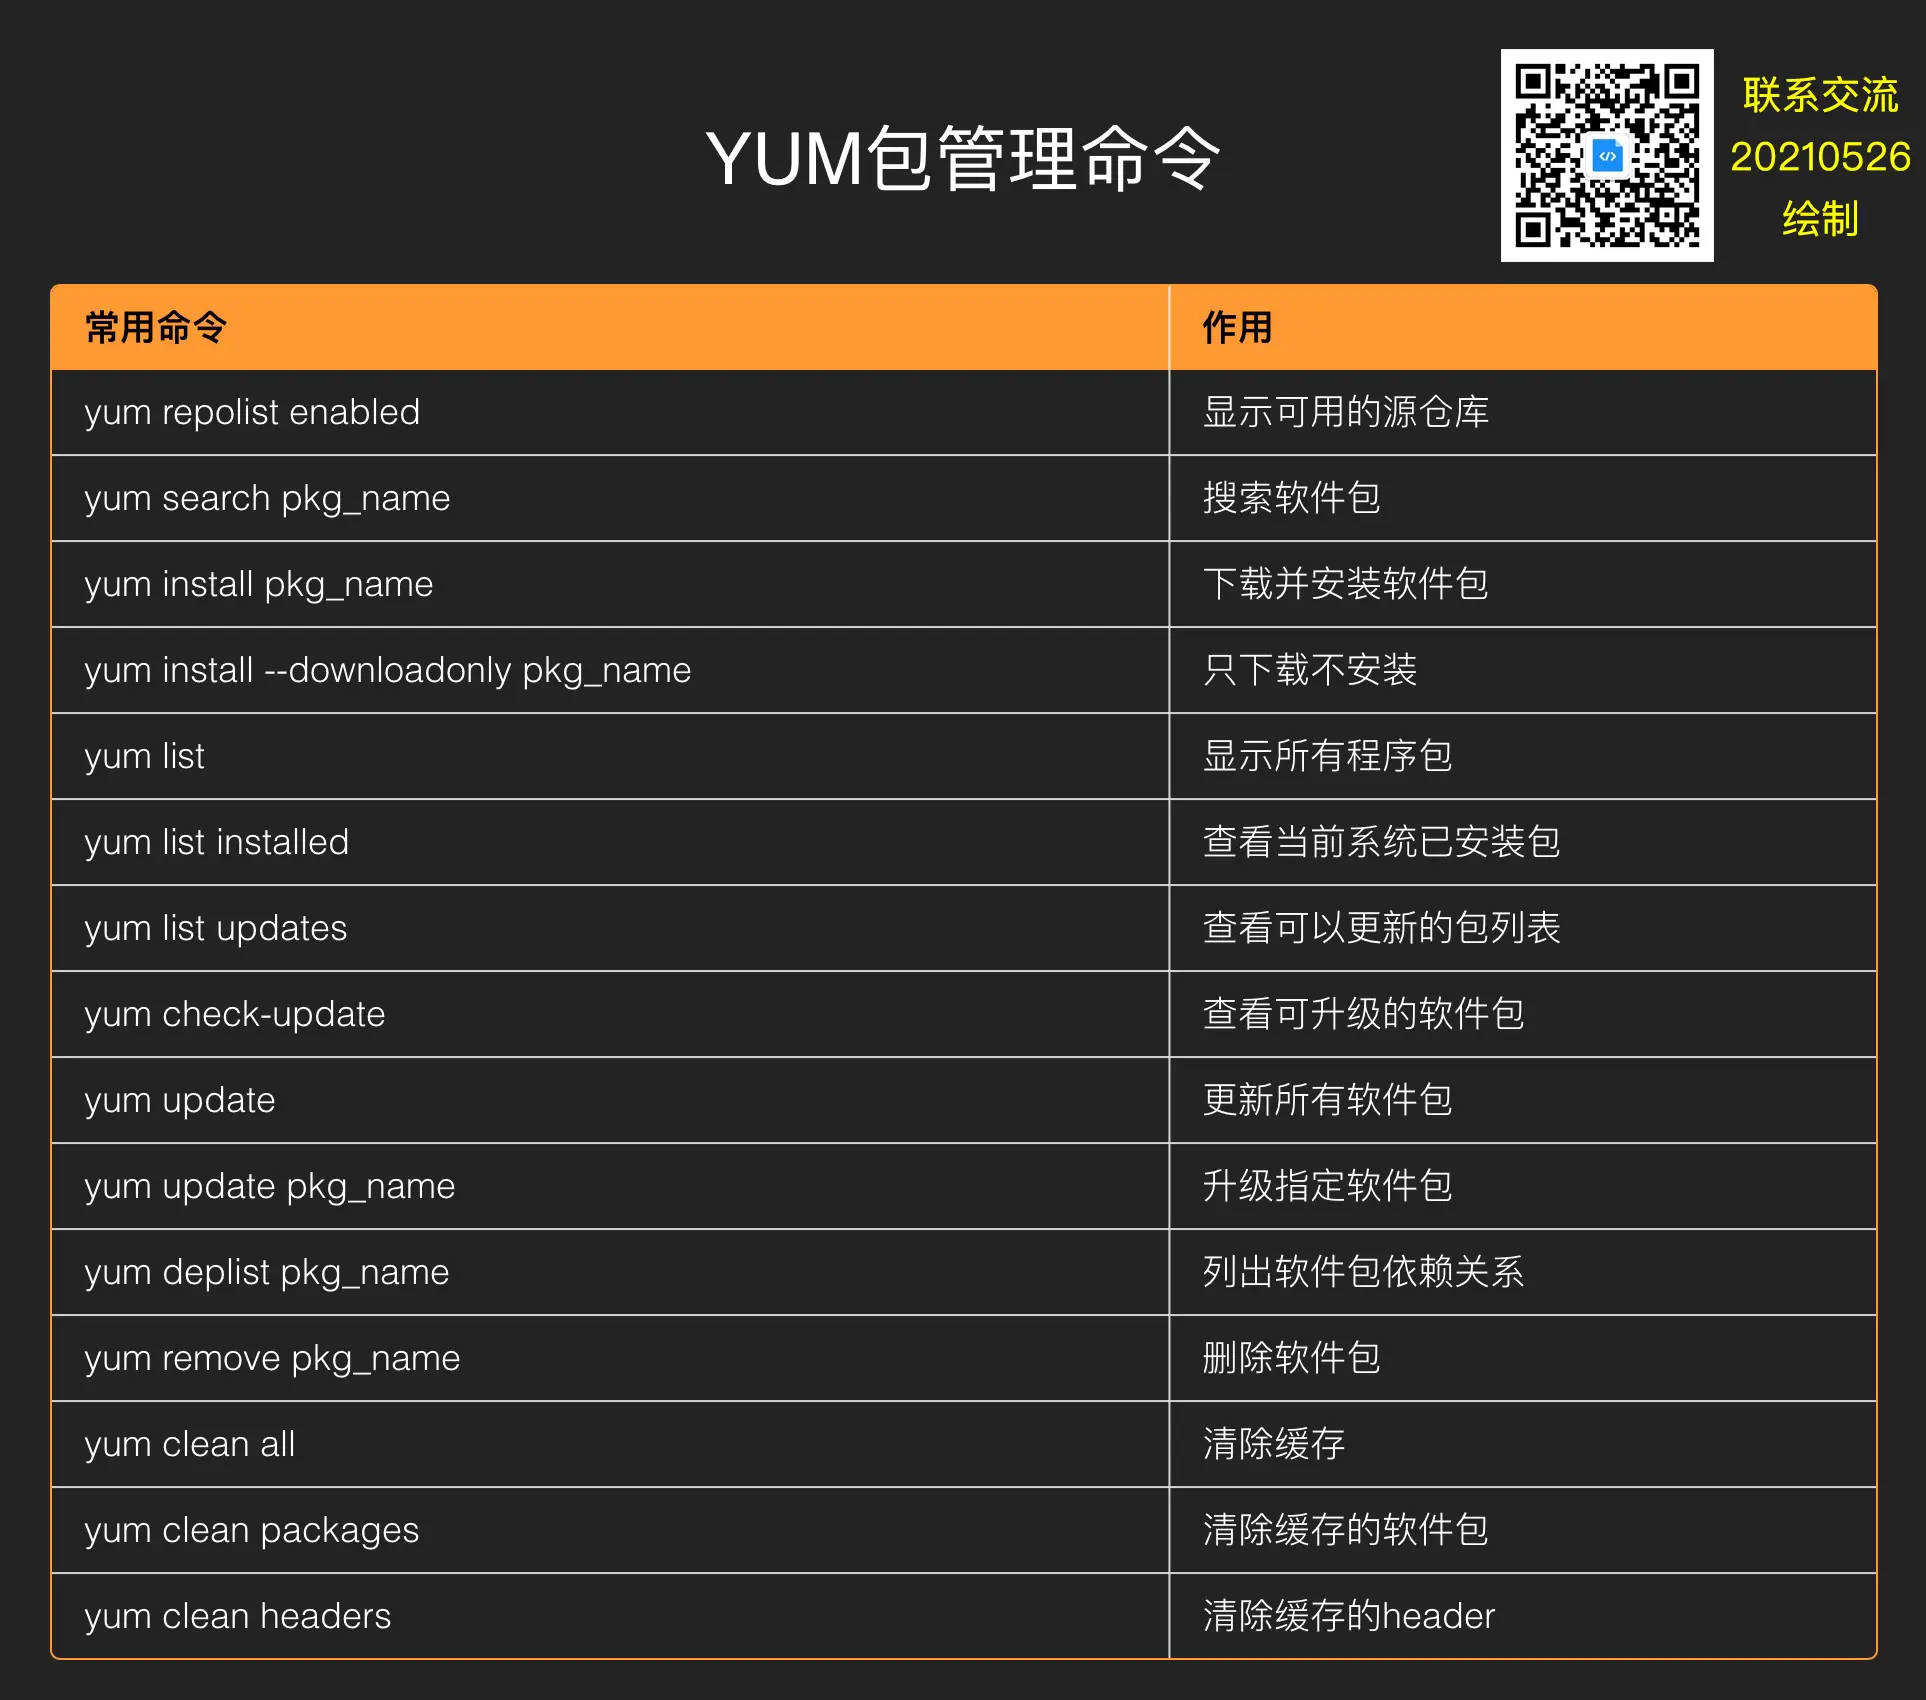 YUM包管理命令
联系交流
20210526
绘制
常用命令 作用
yum repolist enabled 显示可用的源仓库
yum search pkg_name 搜索软件包
yum install pkg_name 下载并安装软件包
yum install --downloadonly pkg_name 只下载不安装
yum list 显示所有程序包
yum list installed 查看当前系统已安装包
yum list updates 查看可以更新的包列表
yum check-update 查看可升级的软件包
yum update 更新所有软件包
yum update pkg_name 升级指定软件包
yum deplist pkg_name 列出软件包依赖关系
yum remove pkg_name 删除软件包
yum clean all 清除缓存
yum clean packages 清除缓存的软件包
yum clean headers 清除缓存的header